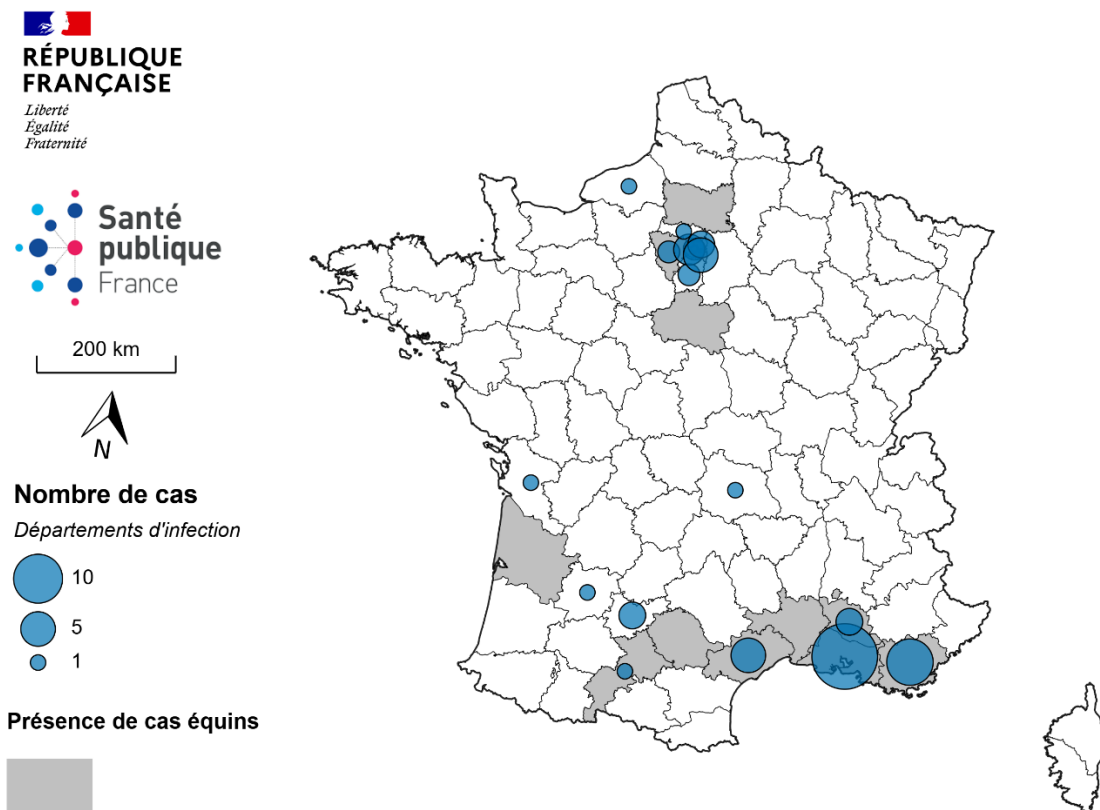 RÉPUBLIQUE
FRANÇAISE
Liberté
Égalité
Fraternité
Santé
publique
France
200 km
N
Nombre de cas
Départements d'infection
10
5
1
Présence de cas équins